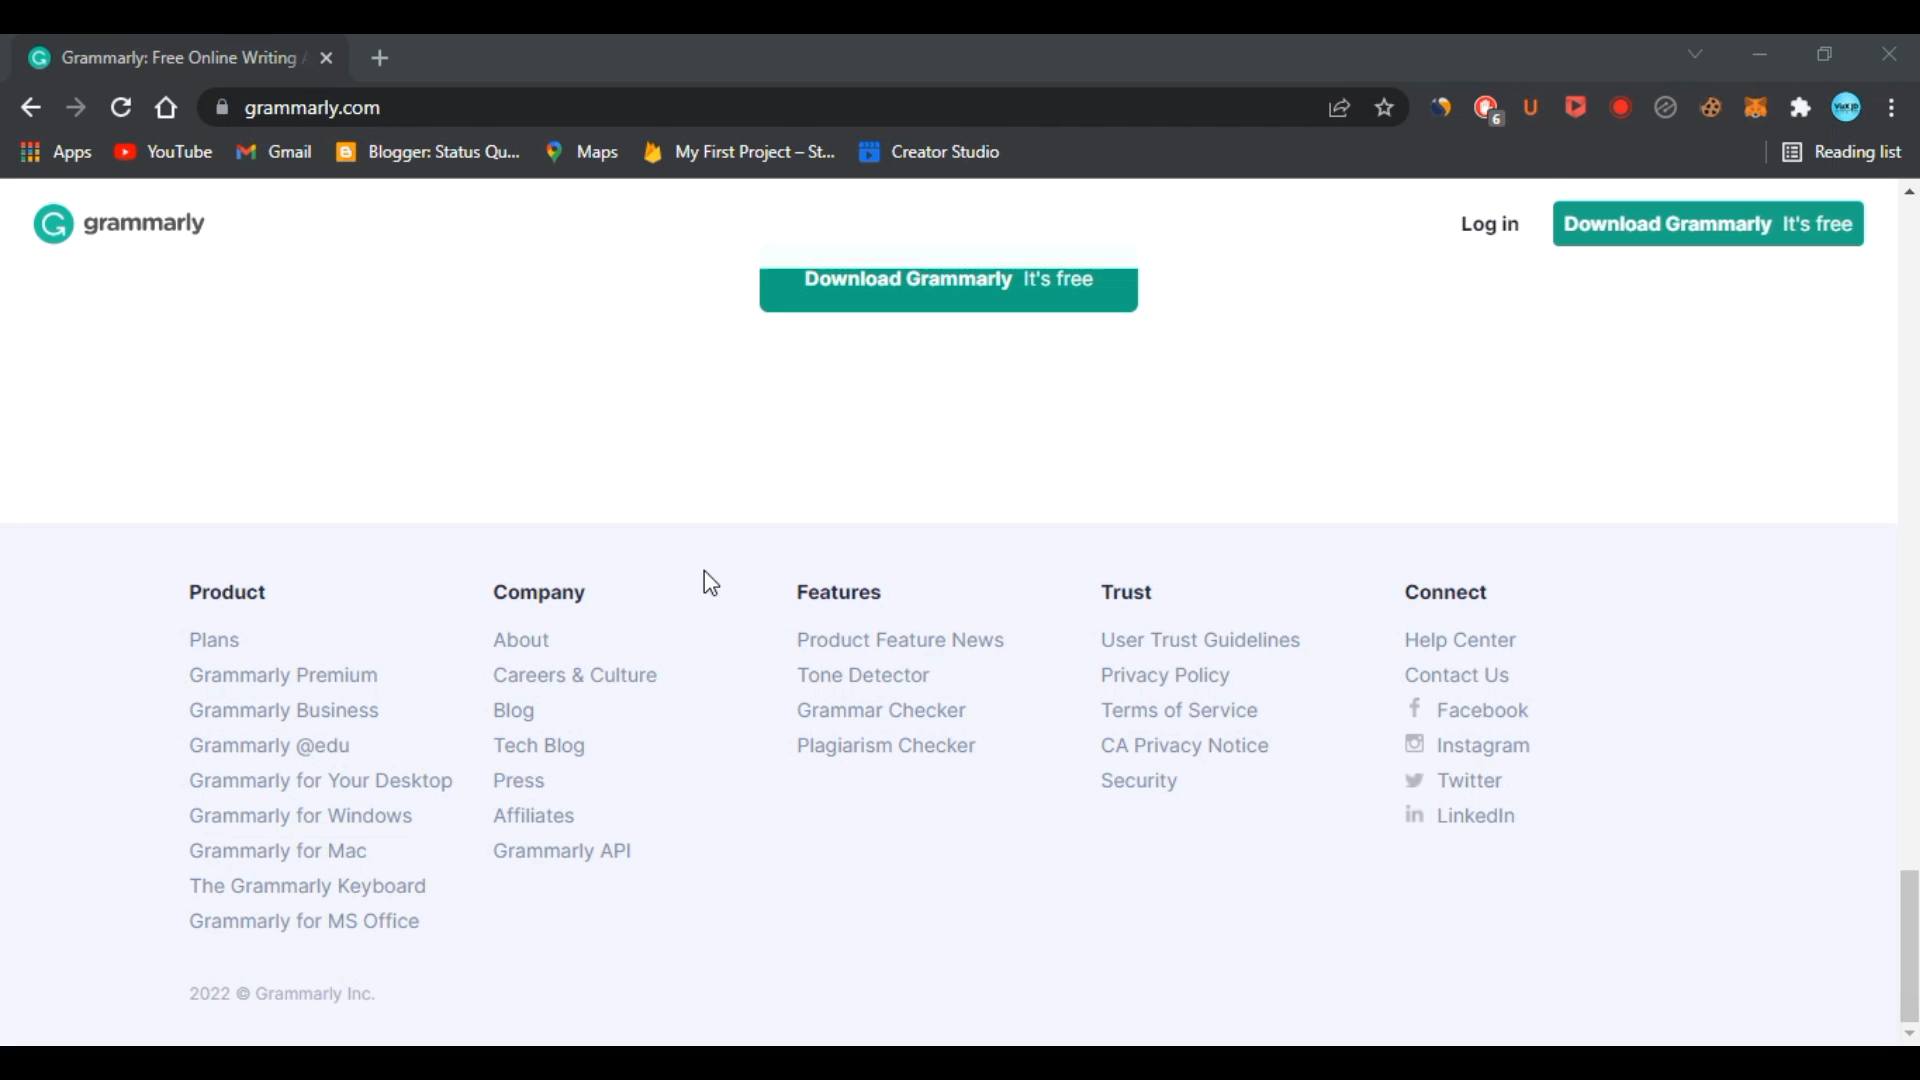 Grammarly: Free Online Writing
grammarly.com
6
Apps YouTube Gmail Blogger: Status Qu... Maps My First Project – St... Creator Studio Reading list
grammarly Log in Download Grammarly It's free
Download Grammarly It's free
Product
Plans
Grammarly Premium
Grammarly Business
Grammarly @edu
Grammarly for Your Desktop
Grammarly for Windows
Grammarly for Mac
The Grammarly Keyboard
Grammarly for MS Office
Company
About
Careers & Culture
Blog
Tech Blog
Press
Affiliates
Grammarly API
Features
Product Feature News
Tone Detector
Grammar Checker
Plagiarism Checker
Trust
User Trust Guidelines
Privacy Policy
Terms of Service
CA Privacy Notice
Security
Connect
Help Center
Contact Us
Facebook
Instagram
Twitter
LinkedIn
2022 © Grammarly Inc.